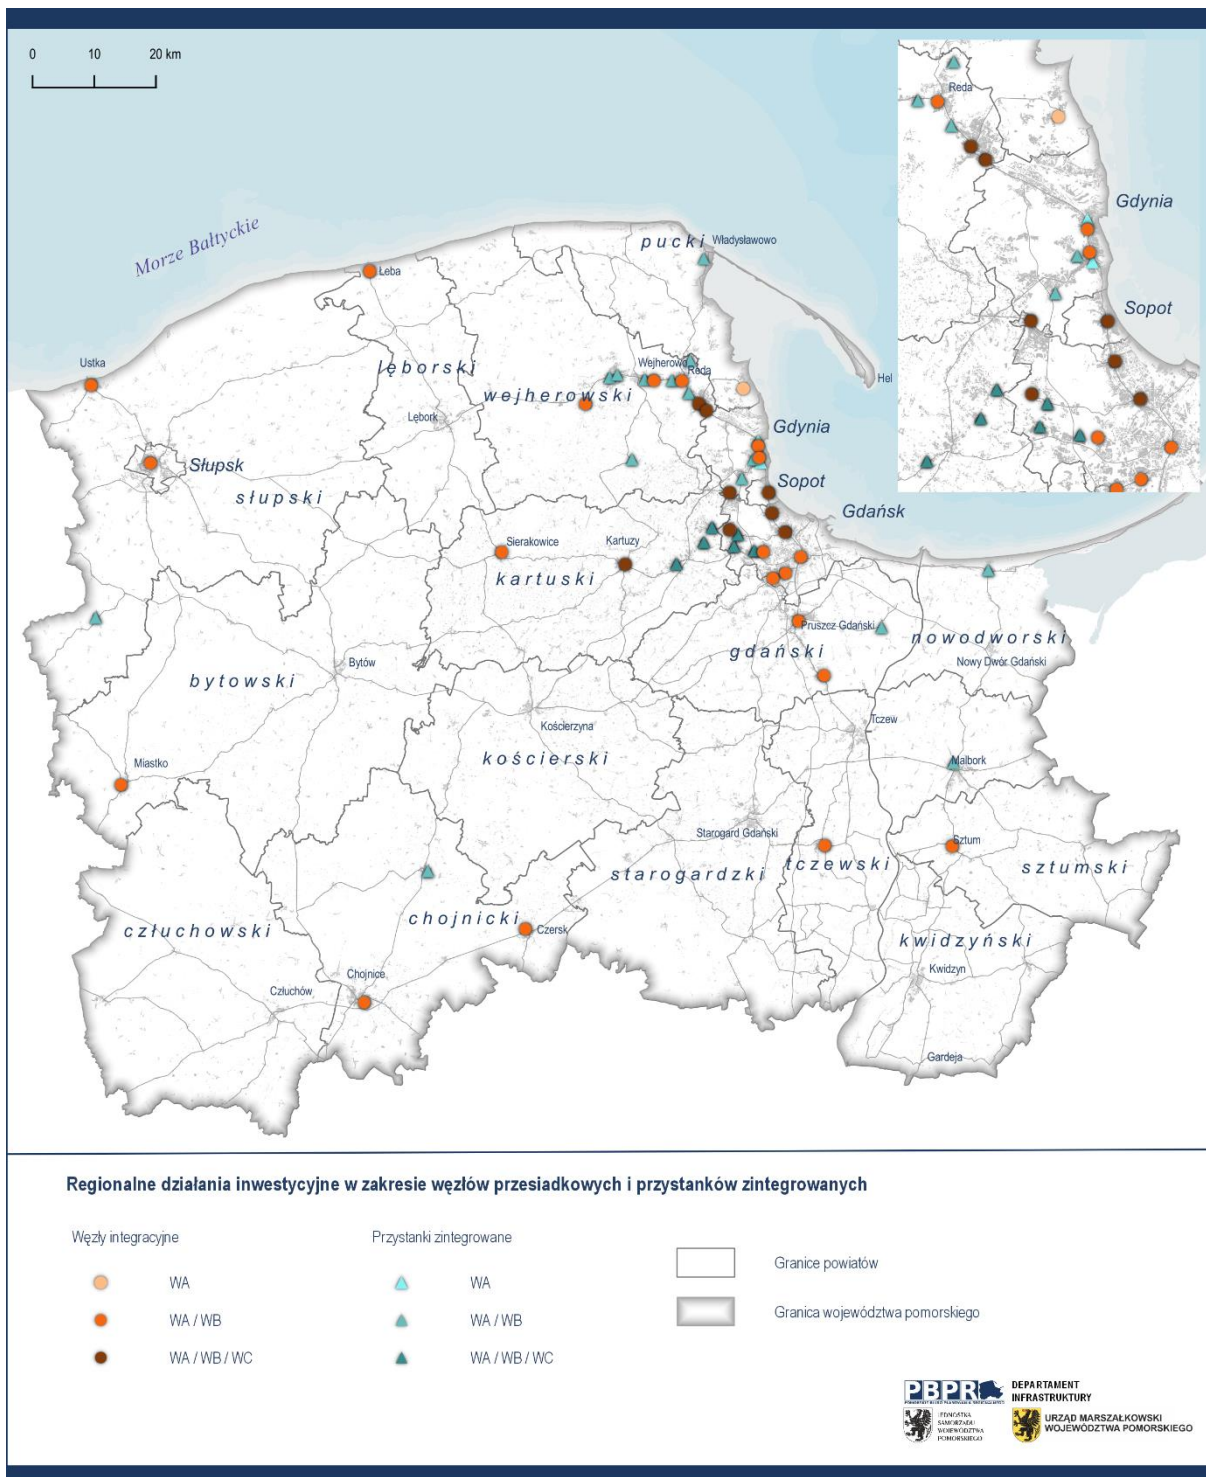 0 10 20 km
Reda
Gdynia
Sopot
Morze Bałtyckie
pucki
Władysławowo
Łeba
Ustka
lęborski
Wejherowo
Reda
Hel
wejherowski
Lębork
Gdynia
Słupsk
Sopot
słupski
Gdańsk
Sierakowice
Kartuzy
kartuski
Pruszcz Gdański
nowodworski
gdański
Nowy Dwór Gdański
Bytów
bytowski
Kościerzyna
Tczew
kościerski
Miastko
Malbork
Starogard Gdański
Sztum
tczewski
starogardzki
sztumski
chojnicki
człuchowski
Czersk
kwidzyński
Chojnice
Kwidzyn
Człuchów
Gardeja
Regionalne działania inwestycyjne w zakresie węzłów przesiadkowych i przystanków zintegrowanych
Węzły integracyjne
WA
WA / WB
WA / WB / WC
Przystanki zintegrowane
WA
WA / WB
WA / WB / WC
Granice powiatów
Granica województwa pomorskiego
PBPR
DEPARTAMENT
INFRASTRUKTURY
JEDNOSTKA
SAMORZĄDU
WOJEWÓDZTWA
POMORSKIEGO
URZĄD MARSZAŁKOWSKI
WOJEWÓDZTWA POMORSKIEGO